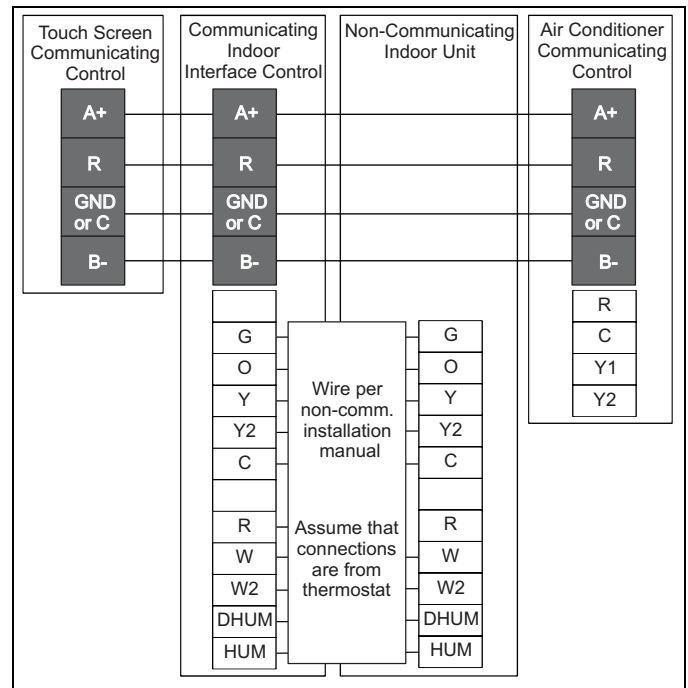 Touch Screen
Communicating
Control
A+
R
GND
or C
B-
Communicating
Indoor
Interface Control
A+
R
GND
or C
B-
G
O
Y
Y2
C
R
W
W2
DHUM
HUM
Wire per
non-comm.
installation
manual
Assume that
connections
are from
thermostat
Non-Communicating
Indoor Unit
G
O
Y
Y2
C
R
W
W2
DHUM
HUM
Air Conditioner
Communicating
Control
A+
R
GND
or C
B-
R
C
Y1
Y2